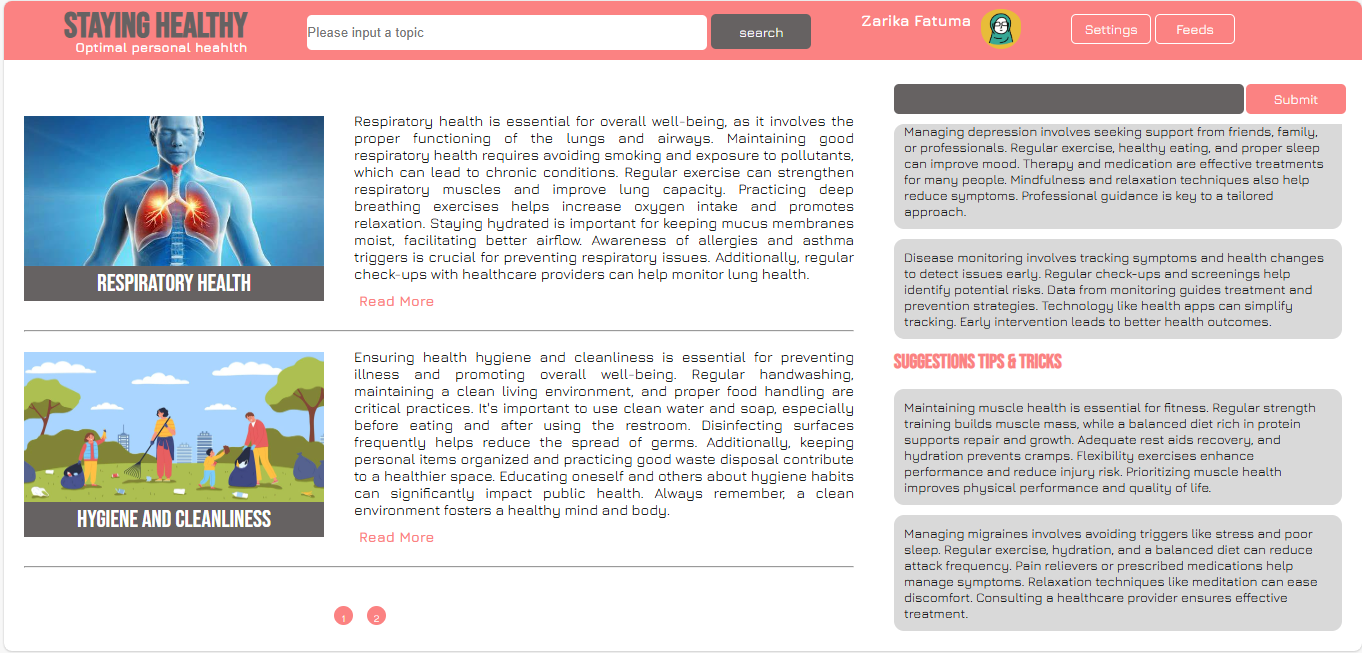 STAYING HEALTHY
Optimal personal heahlth
Please input a topic
search
Zarika Fatuma
Settings
Feeds
RESPIRATORY HEALTH
Respiratory health is essential for overall well-being, as it involves the
proper functioning of the lungs and airways. Maintaining good
respiratory health requires avoiding smoking and exposure to pollutants,
which can lead to chronic conditions. Regular exercise can strengthen
respiratory muscles and improve lung capacity. Practicing deep
breathing exercises helps increase oxygen intake and promotes
relaxation. Staying hydrated is important for keeping mucus membranes
moist, facilitating better airflow. Awareness of allergies and asthma
triggers is crucial for preventing respiratory issues. Additionally, regular
check-ups with healthcare providers can help monitor lung health.
Read More
HYGIENE AND CLEANLINESS
Ensuring health hygiene and cleanliness is essential for preventing
illness and promoting overall well-being. Regular handwashing,
maintaining a clean living environment, and proper food handling are
critical practices. It's important to use clean water and soap, especially
before eating and after using the restroom. Disinfecting surfaces
frequently helps reduce the spread of germs. Additionally, keeping
personal items organized and practicing good waste disposal contribute
to a healthier space. Educating oneself and others about hygiene habits
can significantly impact public health. Always remember, a clean
environment fosters a healthy mind and body.
Read More
1
2
Submit
Managing depression involves seeking support from friends, family,
or professionals. Regular exercise, healthy eating, and proper sleep
can improve mood. Therapy and medication are effective treatments
for many people. Mindfulness and relaxation techniques also help
reduce symptoms. Professional guidance is key to a tailored
approach.
Disease monitoring involves tracking symptoms and health changes
to detect issues early. Regular check-ups and screenings help
identify potential risks. Data from monitoring guides treatment and
prevention strategies. Technology like health apps can simplify
tracking. Early intervention leads to better health outcomes.
SUGGESTIONS TIPS & TRICKS
Maintaining muscle health is essential for fitness. Regular strength
training builds muscle mass, while a balanced diet rich in protein
supports repair and growth. Adequate rest aids recovery, and
hydration prevents cramps. Flexibility exercises enhance
performance and reduce injury risk. Prioritizing muscle health
improves physical performance and quality of life.
Managing migraines involves avoiding triggers like stress and poor
sleep. Regular exercise, hydration, and a balanced diet can reduce
attack frequency. Pain relievers or prescribed medications help
manage symptoms. Relaxation techniques like meditation can ease
discomfort. Consulting a healthcare provider ensures effective
treatment.